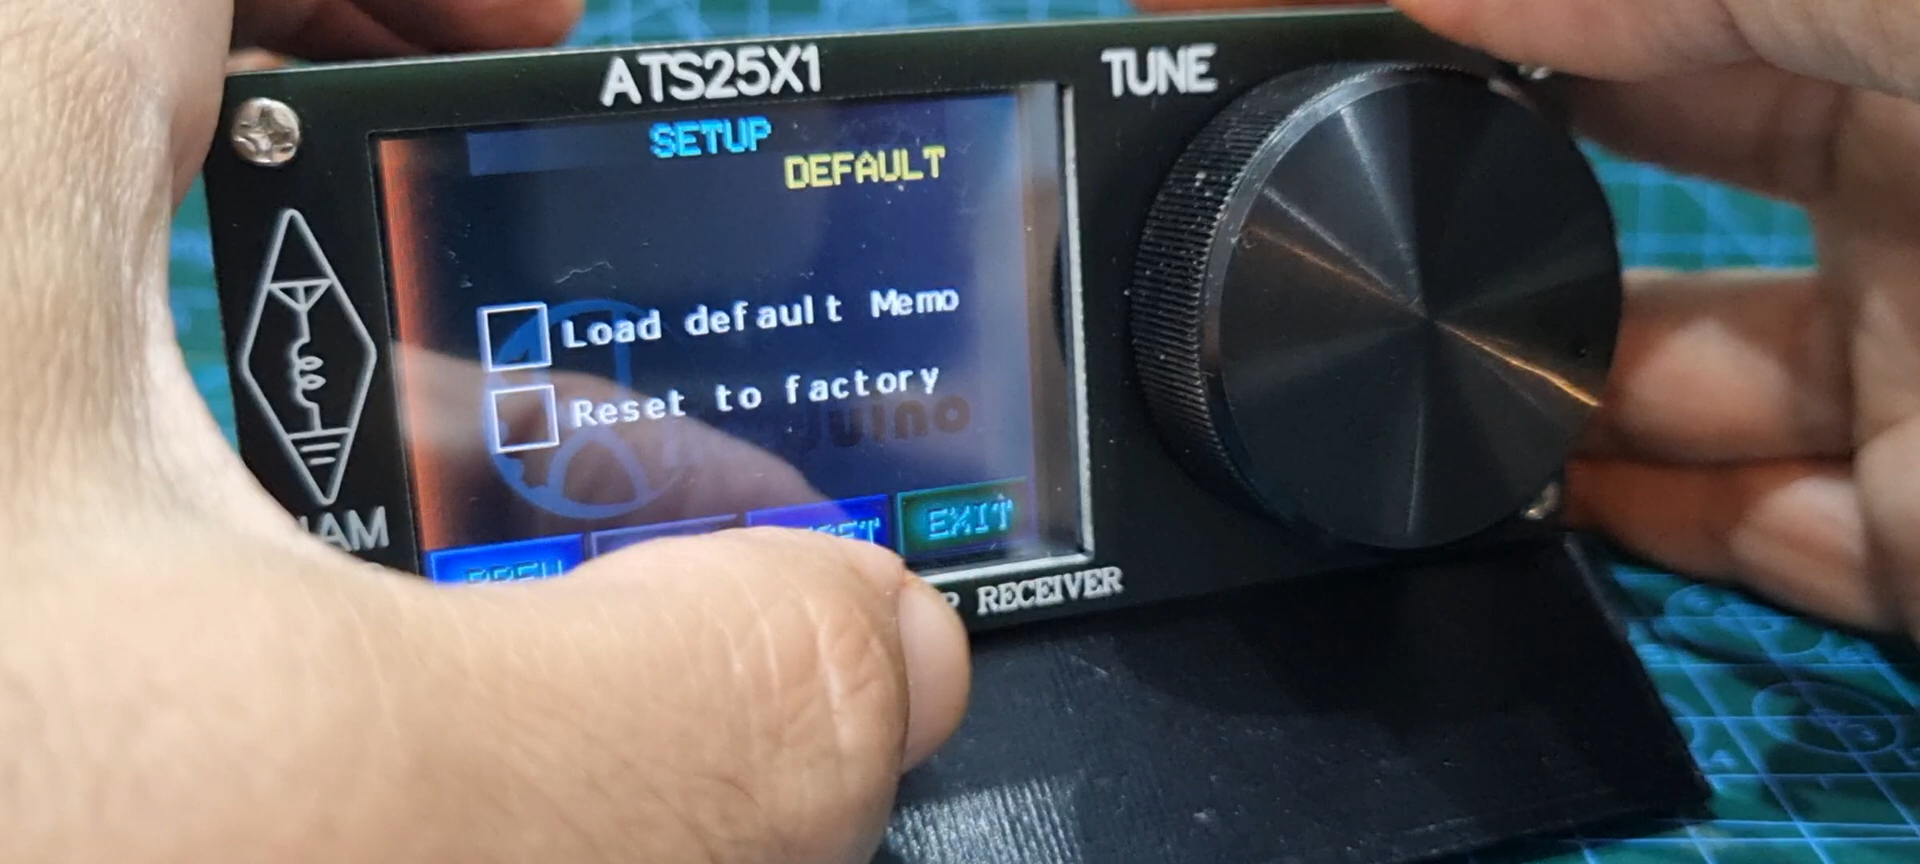 ATS25X1
TUNE
SETUP
DEFAULT
Load default Memo
Reset to factory
EXIT
RECEIVER